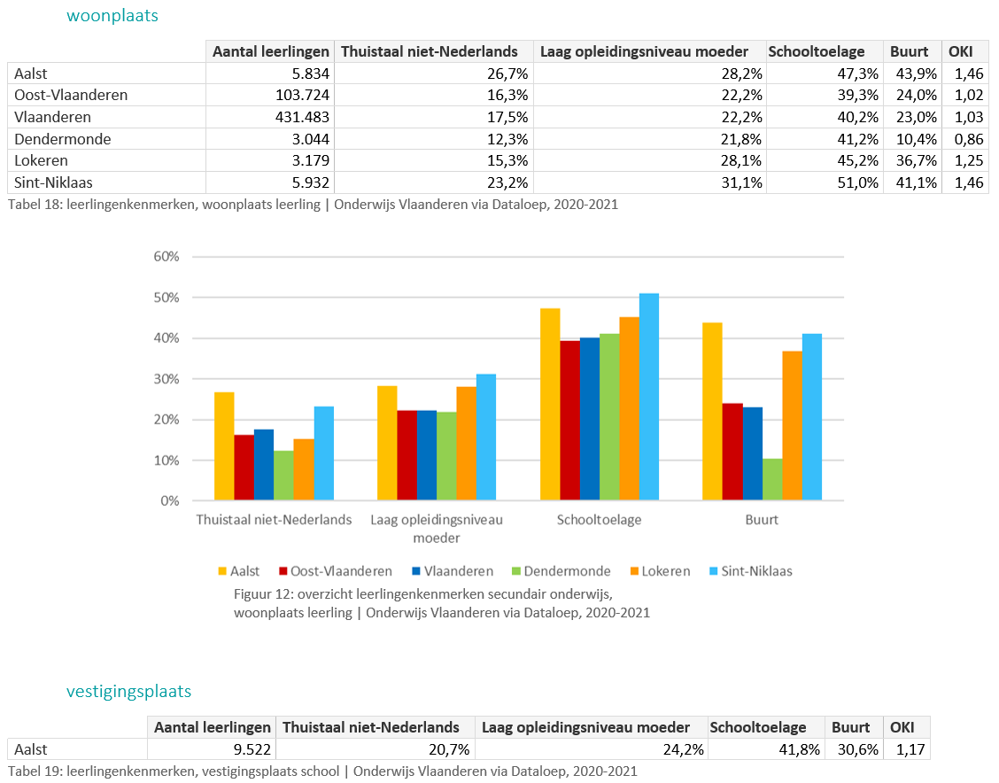 woonplaats
Aantal leerlingen Thuistaal niet-Nederlands Laag opleidingsniveau moeder Schooltoelage Buurt OKI
Aalst 5.834 26,7% 28,2% 47,3% 43,9% 1,46
Oost-Vlaanderen 103.724 16,3% 22,2% 39,3% 24,0% 1,02
Vlaanderen 431.483 17,5% 22,2% 40,2% 23,0% 1,03
Dendermonde 3.044 12,3% 21,8% 41,2% 10,4% 0,86
Lokeren 3.179 15,3% 28,1% 45,2% 36,7% 1,25
Sint-Niklaas 5.932 23,2% 31,1% 51,0% 41,1% 1,46
Tabel 18: leerlingenkenmerken, woonplaats leerling | Onderwijs Vlaanderen via Dataloep, 2020-2021
60%
50%
40%
30%
20%
10%
0%
Thuistaal niet-Nederlands Laag opleidingsniveau Schooltoelage Buurt
moeder
Aalst Oost-Vlaanderen Vlaanderen Dendermonde Lokeren Sint-Niklaas
Figuur 12: overzicht leerlingenkenmerken secundair onderwijs,
woonplaats leerling | Onderwijs Vlaanderen via Dataloep, 2020-2021
vestigingsplaats
Aantal leerlingen Thuistaal niet-Nederlands Laag opleidingsniveau moeder Schooltoelage Buurt OKI
Aalst 9.522 20,7% 24,2% 41,8% 30,6% 1,17
Tabel 19: leerlingenkenmerken, vestigingsplaats school | Onderwijs Vlaanderen via Dataloep, 2020-2021